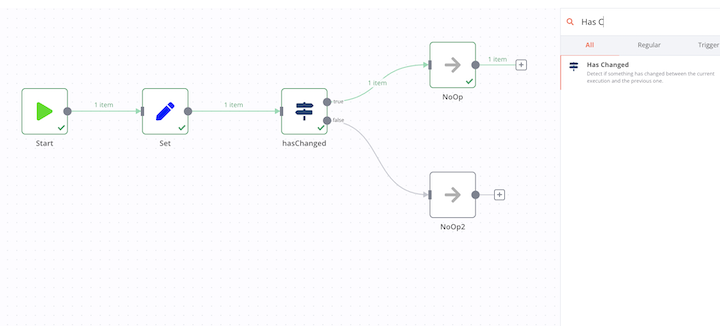 Has C
All
Regular
Trigger
Has Changed
Detect if something has changed between the current
execution and the previous one
1 item
1 item
1 item
1 item
true
false
Start
Set
hasChanged
NoOp
NoOp2